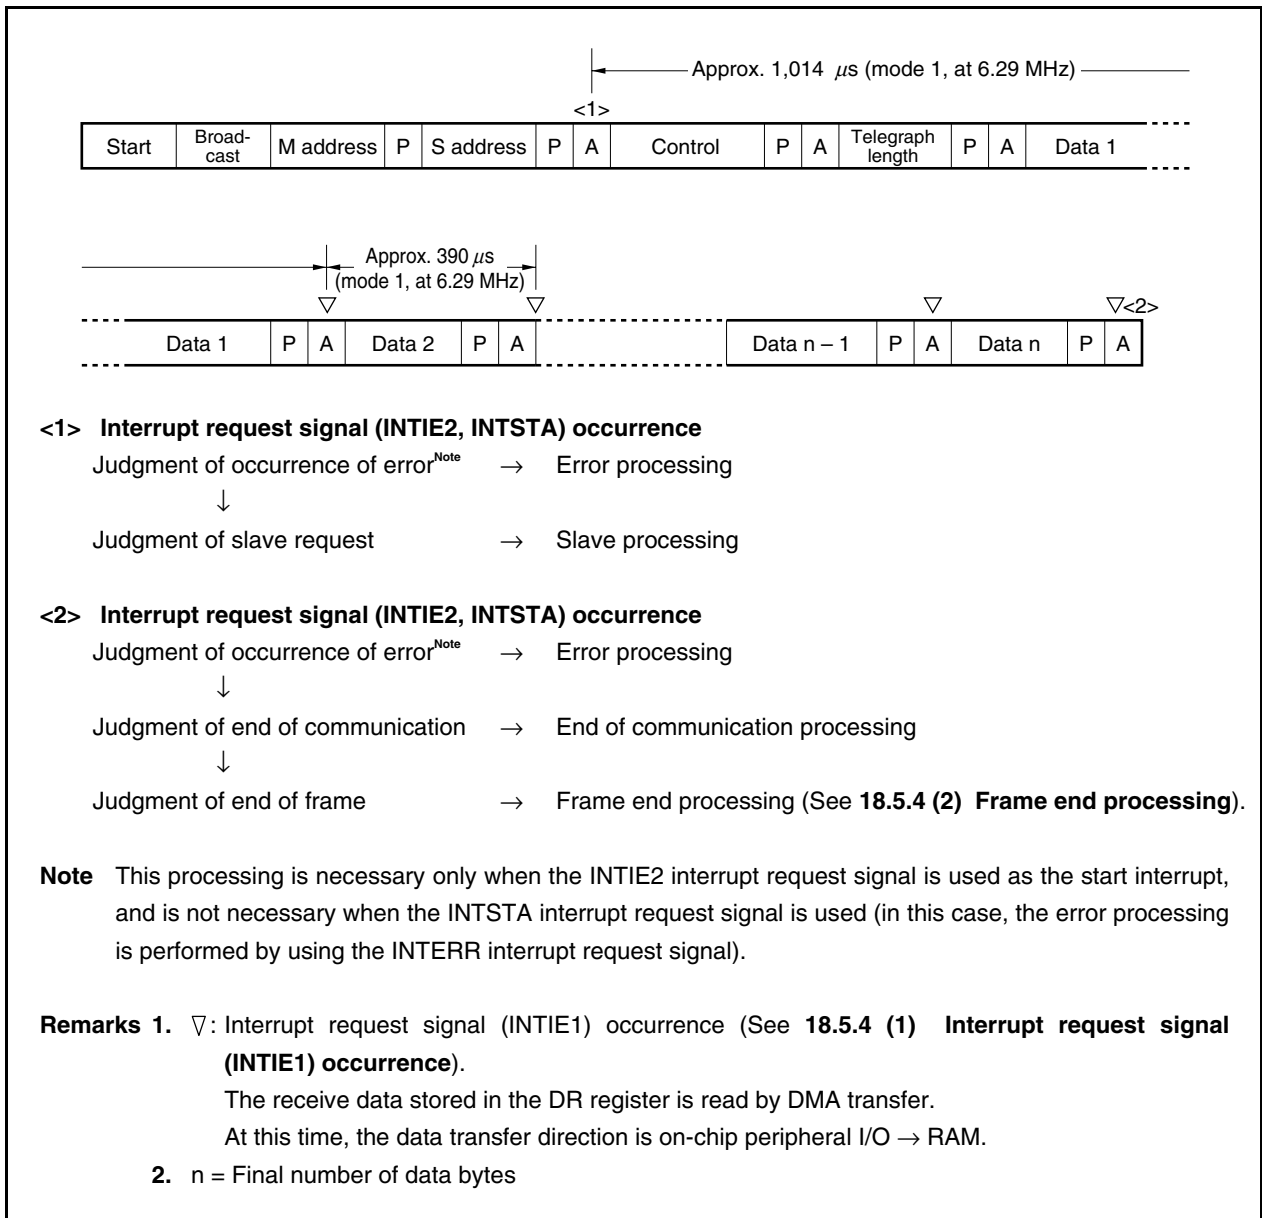 Approx. 1,014 μs (mode 1, at 6.29 MHz)
<1>
Start Broad-cast M address P S address P A Control P A Telegraph length P A Data 1
Approx. 390 μs
(mode 1, at 6.29 MHz)
▽ ▽ ▽ ▽<2>
Data 1 P A Data 2 P A Data n – 1 P A Data n P A
<1> Interrupt request signal (INTIE2, INTSTA) occurrence
Judgment of occurrence of errorNote → Error processing
↓
Judgment of slave request → Slave processing
<2> Interrupt request signal (INTIE2, INTSTA) occurrence
Judgment of occurrence of errorNote → Error processing
↓
Judgment of end of communication → End of communication processing
↓
Judgment of end of frame → Frame end processing (See 18.5.4 (2) Frame end processing).
Note This processing is necessary only when the INTIE2 interrupt request signal is used as the start interrupt,
and is not necessary when the INTSTA interrupt request signal is used (in this case, the error processing
is performed by using the INTERR interrupt request signal).
Remarks 1. ▽: Interrupt request signal (INTIE1) occurrence (See 18.5.4 (1) Interrupt request signal
(INTIE1) occurrence).
The receive data stored in the DR register is read by DMA transfer.
At this time, the data transfer direction is on-chip peripheral I/O → RAM.
2. n = Final number of data bytes